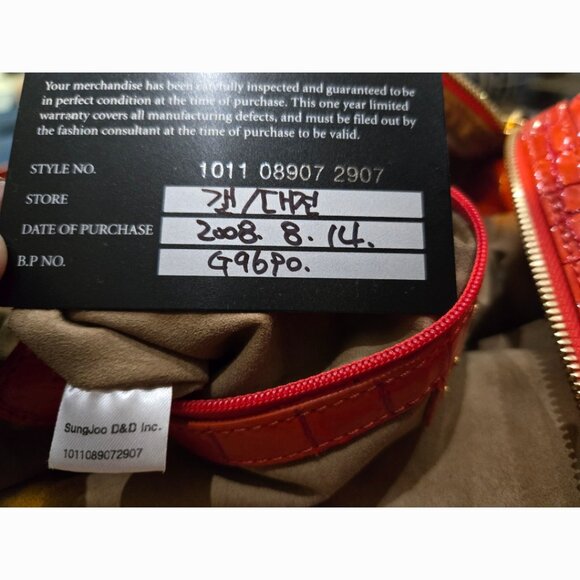 Your merchandise has been carefully inspected and guaranteed to be
in perfect condition at the time of purchase. This one year limited
warranty covers all manufacturing defects, and must be filled out by
the fashion consultant at the time of purchase to be valid.
STYLE NO. 1011 08907 2907
STORE 갤/대전
DATE OF PURCHASE 2008. 8. 14.
B.P NO. G96P0.
SungJoo D&D Inc.
1011089072907